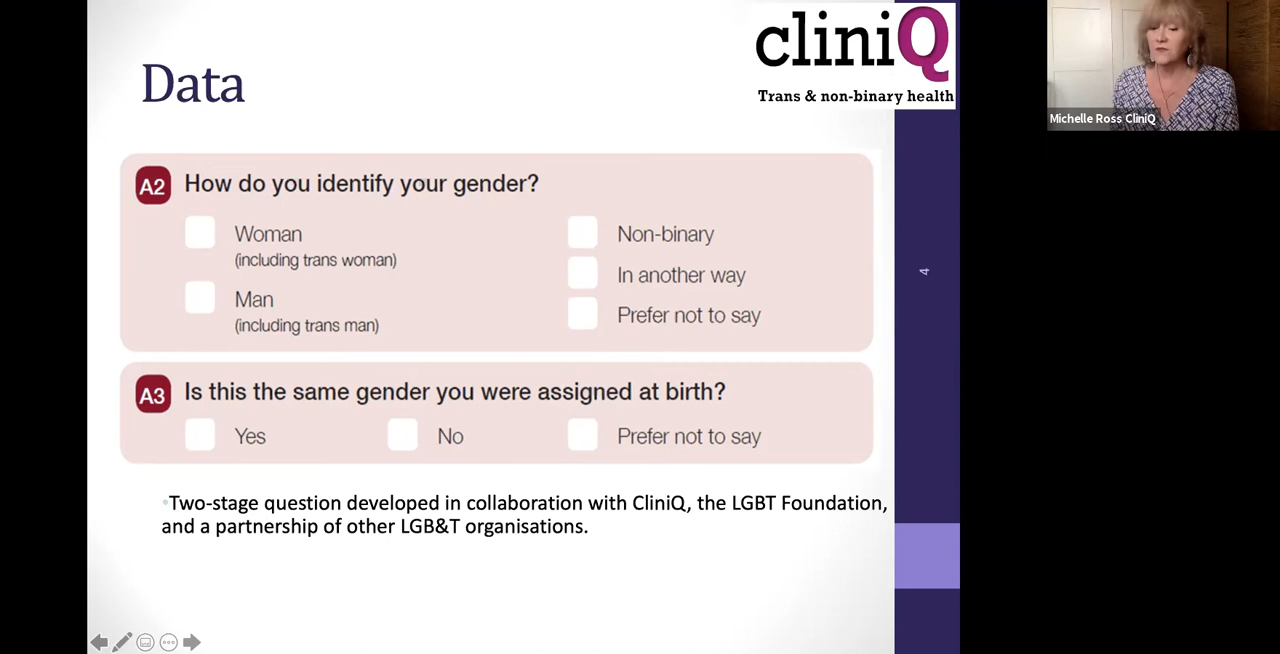 Data
cliniQ
Trans & non-binary health
Michelle Ross CliniQ
A2 How do you identify your gender?
Woman
(including trans woman)
Man
(including trans man)
Non-binary
In another way
Prefer not to say
4
A3 Is this the same gender you were assigned at birth?
Yes
No
Prefer not to say
•Two-stage question developed in collaboration with CliniQ, the LGBT Foundation,
and a partnership of other LGB&T organisations.